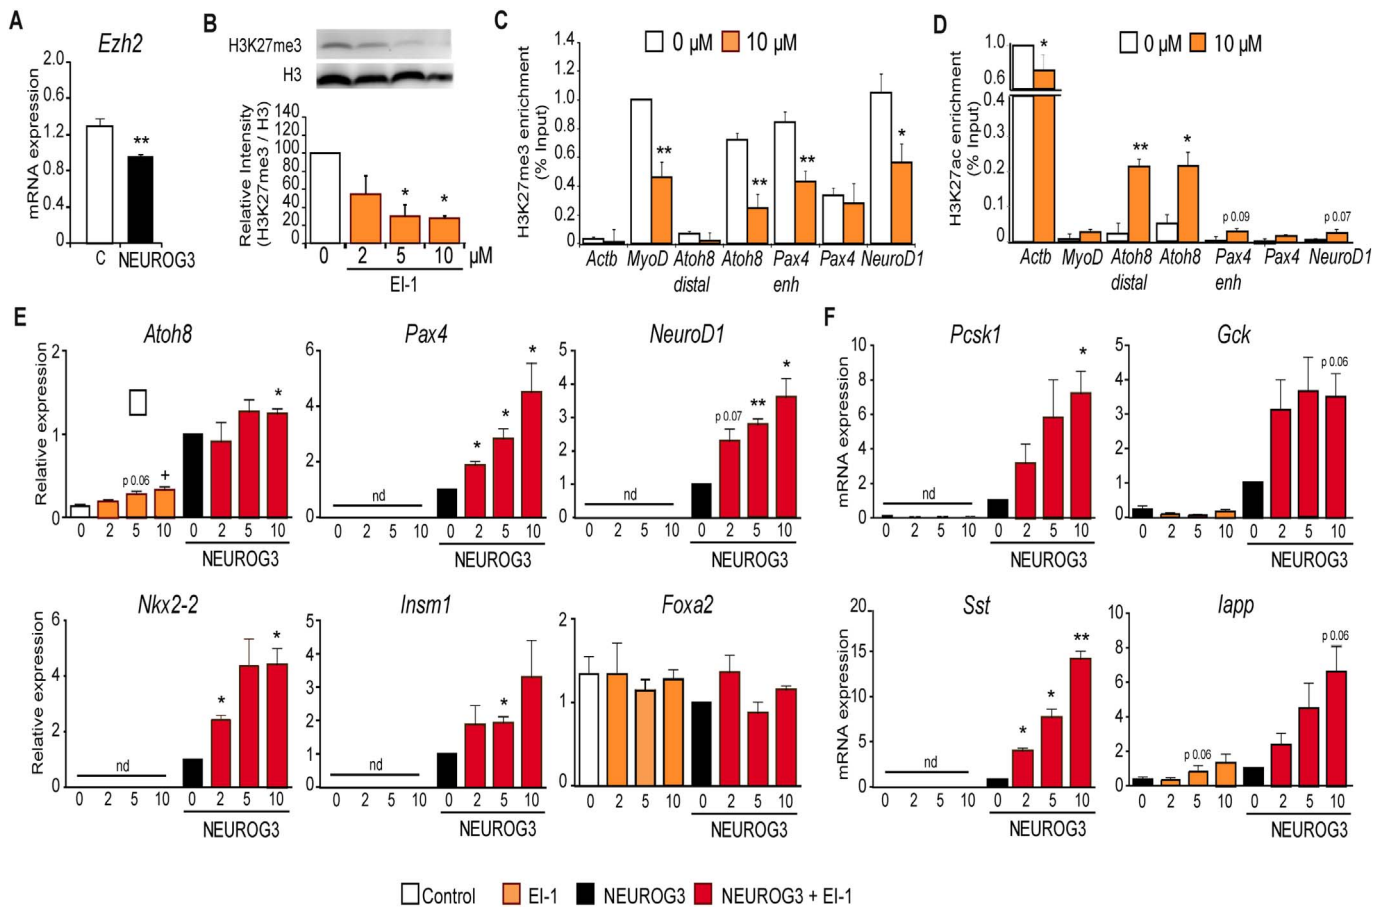 A
Ezh2
mRNA expression
2.0
1.8
1.2
0.6
0
C NEUROG3
**
B
H3K27me3
H3
Relative Intensity
(H3K27me3 / H3)
140
120
100
80
60
40
20
0
* *
0 2 5 10 μM
EI-1
C
0 μM 10 μM
H3K27me3 enrichment
(% Input)
1.4
1.2
1.0
0.8
0.6
0.4
0.2
0
** ** ** *
Actb MyoD Atoh8 Atoh8 Pax4 Pax4 NeuroD1
distal enh
D
0 μM 10 μM
H3K27ac enrichment
(% Input)
1.0
0.6
0.4
0.3
0.2
0.1
0
* ** * p 0.09 p 0.07
Actb MyoD Atoh8 Atoh8 Pax4 Pax4 NeuroD1
distal enh
E
Atoh8
Relative expression
2
1
0
p 0.06 + *
0 2 5 10 0 2 5 10
NEUROG3
Pax4
6
4
2
0
nd
* * *
0 2 5 10 0 2 5 10
NEUROG3
NeuroD1
5
4
3
2
1
0
nd
p 0.07 ** *
0 2 5 10 0 2 5 10
NEUROG3
F
Pcsk1
mRNA expression
10
8
6
4
2
0
nd
*
0 2 5 10 0 2 5 10
NEUROG3
Gck
5
4
3
2
1
0
p 0.06
0 2 5 10 0 2 5 10
NEUROG3
Nkx2-2
Relative expression
6
4
2
0
nd
* *
0 2 5 10 0 2 5 10
NEUROG3
Insm1
5
4
3
2
1
0
nd
*
0 2 5 10 0 2 5 10
NEUROG3
Foxa2
2
1
0
0 2 5 10 0 2 5 10
NEUROG3
Sst
mRNA expression
20
15
10
5
0
nd
* * **
0 2 5 10 0 2 5 10
NEUROG3
Iapp
10
8
6
4
2
0
p 0.06 p 0.06
0 2 5 10 0 2 5 10
NEUROG3
Control EI-1 NEUROG3 NEUROG3 + EI-1